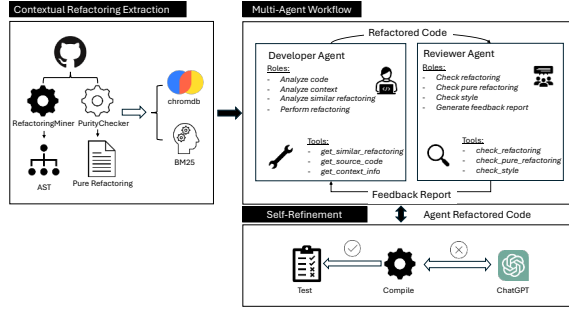 Contextual Refactoring Extraction
RefactoringMiner
PurityChecker
AST
Pure Refactoring
chromdb
BM25
Multi-Agent Workflow
Refactored Code
Developer Agent
Roles:
- Analyze code
- Analyze context
- Analyze similar refactoring
- Perform refactoring
Tools:
- get_similar_refactoring
- get_source_code
- get_context_info
Reviewer Agent
Roles:
- Check refactoring
- Check pure refactoring
- Check style
- Generate feedback report
Tools:
- check_refactoring
- check_pure_refactoring
- check_style
Feedback Report
Self-Refinement
Agent Refactored Code
Test
Compile
ChatGPT